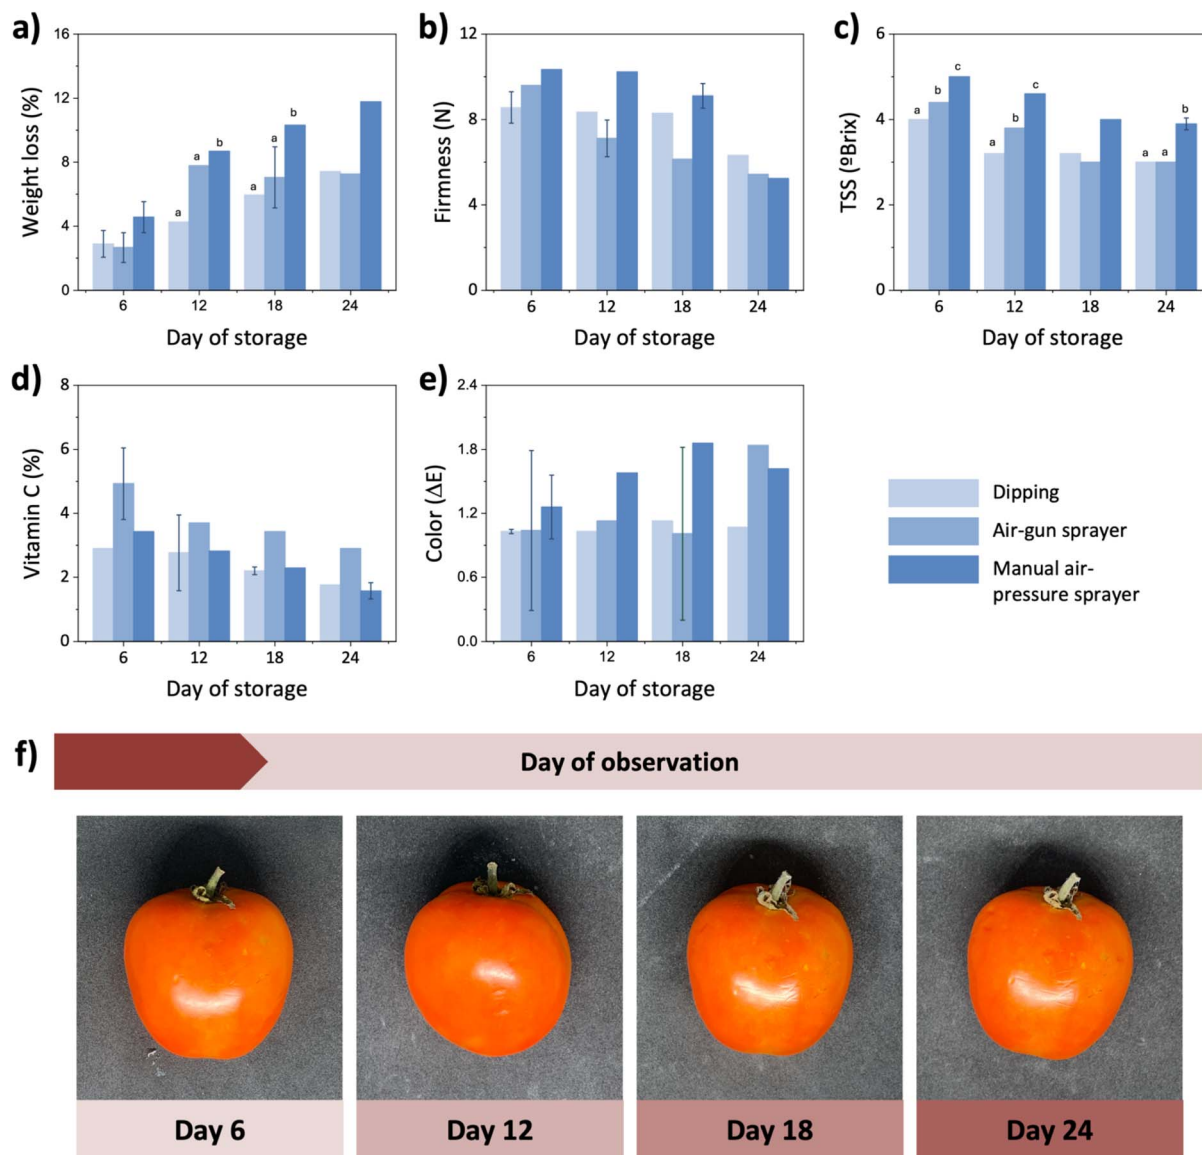 a)
Weight loss (%)
16
12
8
4
0
a
a
b
a
a
b
6
12
18
24
Day of storage
b)
Firmness (N)
12
8
4
0
6
12
18
24
Day of storage
c)
TSS (ºBrix)
6
4
2
0
a
b
c
a
b
c
a
a
b
6
12
18
24
Day of storage
d)
Vitamin C (%)
8
6
4
2
0
6
12
18
24
Day of storage
e)
Color (ΔE)
2.4
1.8
1.2
0.6
0.0
6
12
18
24
Day of storage
Dipping
Air-gun sprayer
Manual air-
pressure sprayer
f)
Day of observation
Day 6
Day 12
Day 18
Day 24